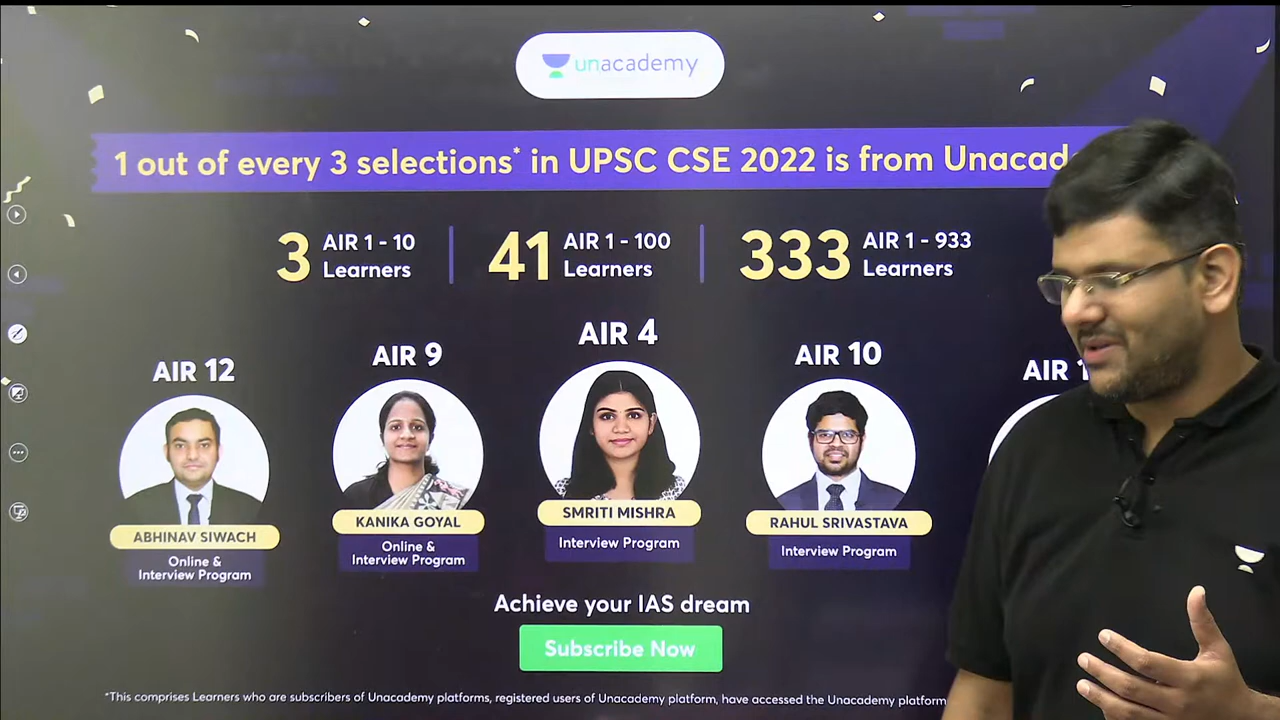 unacademy
1 out of every 3 selections* in UPSC CSE 2022 is from Unacad
3 AIR 1 - 10 Learners
41 AIR 1 - 100 Learners
333 AIR 1 - 933 Learners
AIR 12
ABHINAV SIWACH
Online &
Interview Program
AIR 9
KANIKA GOYAL
Online &
Interview Program
AIR 4
SMRITI MISHRA
Interview Program
AIR 10
RAHUL SRIVASTAVA
Interview Program
AIR 1
Achieve your IAS dream
Subscribe Now
*This comprises Learners who are subscribers of Unacademy platforms, registered users of Unacademy platform, have accessed the Unacademy platform